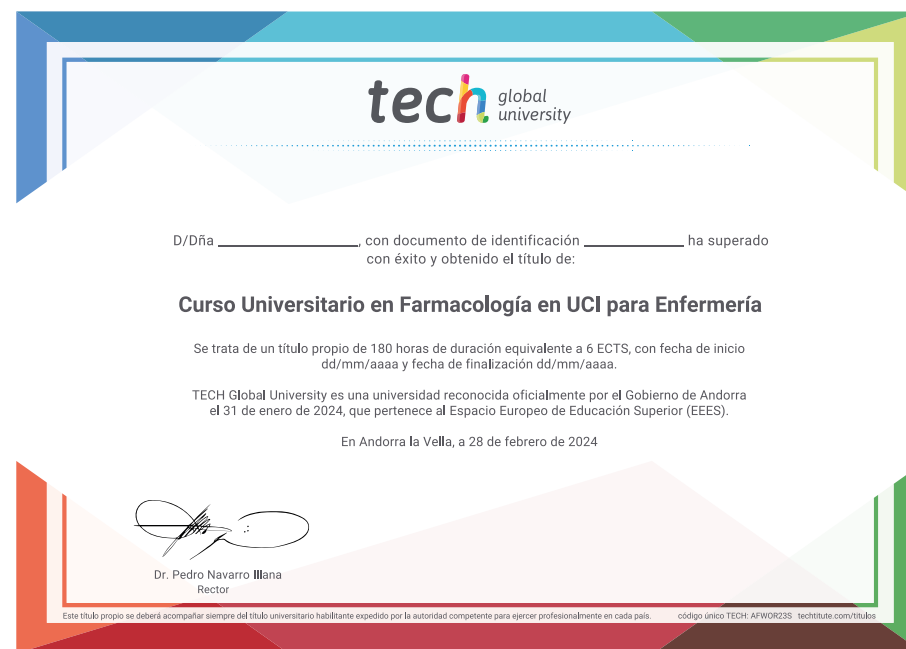 tech global university
D/Dña ______________, con documento de identificación __________ ha superado
con éxito y obtenido el título de:
Curso Universitario en Farmacología en UCI para Enfermería
Se trata de un título propio de 180 horas de duración equivalente a 6 ECTS, con fecha de inicio
dd/mm/aaaa y fecha de finalización dd/mm/aaaa.
TECH Global University es una universidad reconocida oficialmente por el Gobierno de Andorra
el 31 de enero de 2024, que pertenece al Espacio Europeo de Educación Superior (EEES).
En Andorra la Vella, a 28 de febrero de 2024
Dr. Pedro Navarro Illana
Rector
Este título propio se deberá acompañar siempre del título universitario habilitante expedido por la autoridad competente para ejercer profesionalmente en cada país. código único TECH: AFWOR23S techtitute.com/titulos